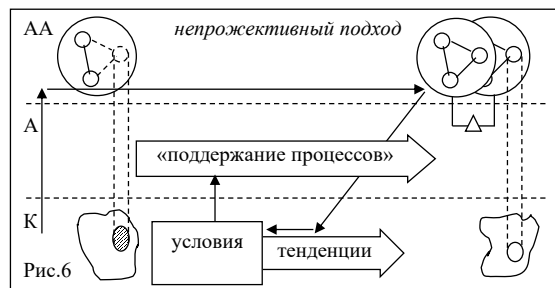 АА
непрожективный подход
А
«поддержание процессов»
К
условия
тенденции
Рис.6